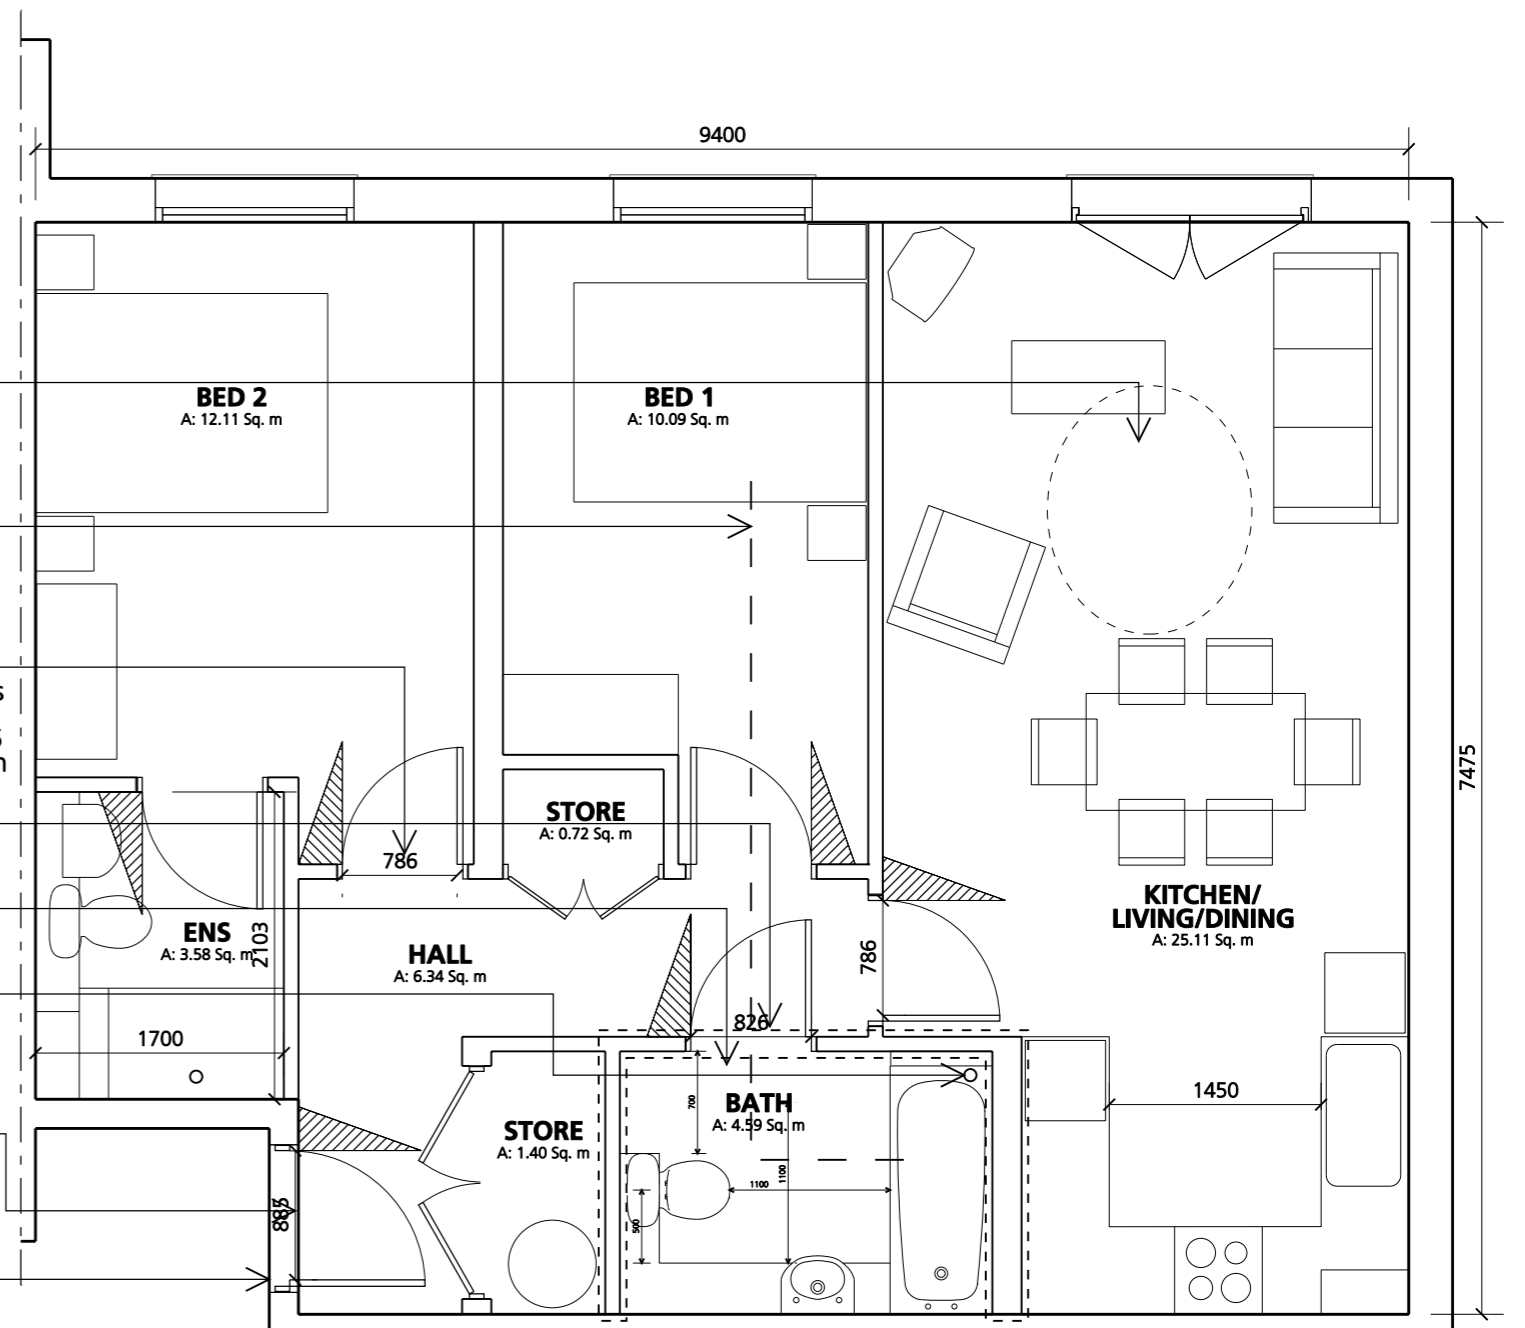 9400
BED 2
A: 12.11 Sq. m
BED 1
A: 10.09 Sq. m
s
n
7475
STORE
A: 0.72 Sq. m
786
KITCHEN/
LIVING/DINING
A: 25.11 Sq. m
ENS
A: 3.58 Sq. m
2103
HALL
A: 6.34 Sq. m
786
826
1700
1450
BATH
A: 4.59 Sq. m
700
STORE
A: 1.40 Sq. m
1100
1100
500